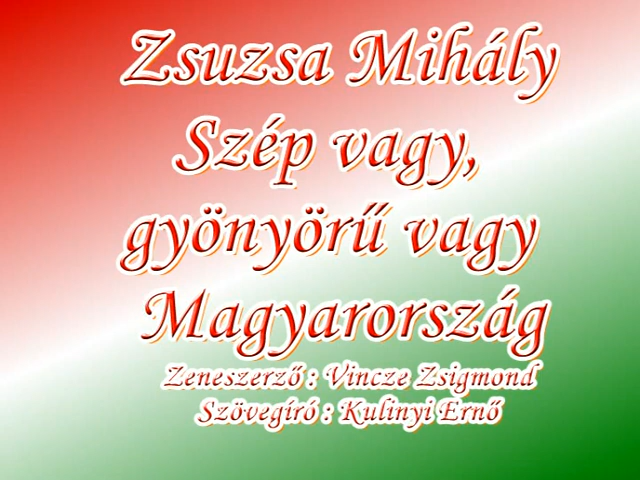 Zsuzsa Mihály
Szép vagy,
gyönyörű vagy
Magyarország
Zeneszerző : Vincze Zsigmond
Szövegíró : Kulinyi Ernő